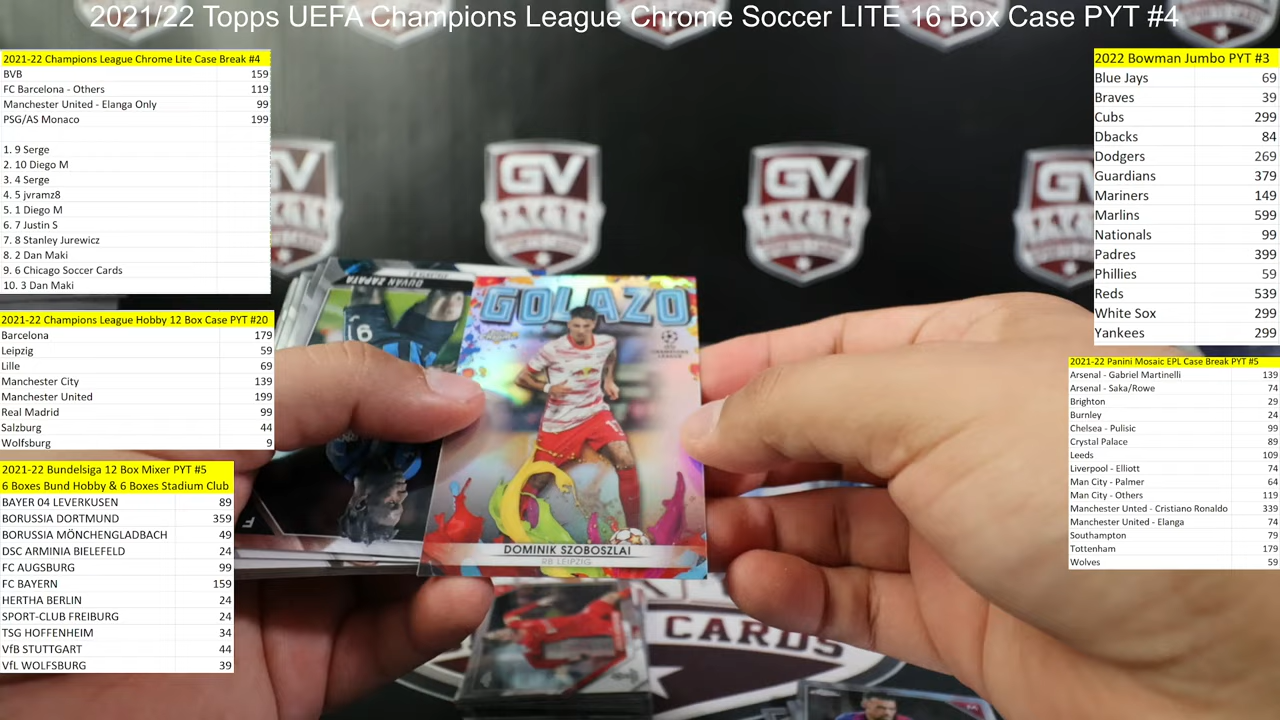 2021/22 Topps UEFA Champions League Chrome Soccer LITE 16 Box Case PYT #4
2021-22 Champions League Chrome Lite Case Break #4
BVB 159
FC Barcelona - Others 119
Manchester United - Elanga Only 99
PSG/AS Monaco 199
1. 9 Serge
2. 10 Diego M
3. 4 Serge
4. 5 jvramz8
5. 1 Diego M
6. 7 Justin S
7. 8 Stanley Jurewicz
8. 2 Dan Maki
9. 6 Chicago Soccer Cards
10. 3 Dan Maki
2021-22 Champions League Hobby 12 Box Case PYT #20
Barcelona 179
Leipzig 59
Lille 69
Manchester City 139
Manchester United 199
Real Madrid 99
Salzburg 44
Wolfsburg 9
2021-22 Bundelsiga 12 Box Mixer PYT #5
6 Boxes Bund Hobby & 6 Boxes Stadium Club
BAYER 04 LEVERKUSEN 89
BORUSSIA DORTMUND 359
BORUSSIA MÖNCHENGLADBACH 49
DSC ARMINIA BIELEFELD 24
FC AUGSBURG 99
FC BAYERN 159
HERTHA BERLIN 24
SPORT-CLUB FREIBURG 24
TSG HOFFENHEIM 34
VfB STUTTGART 44
VfL WOLFSBURG 39
2022 Bowman Jumbo PYT #3
Blue Jays 69
Braves 39
Cubs 299
Dbacks 84
Dodgers 269
Guardians 379
Mariners 149
Marlins 599
Nationals 99
Padres 399
Phillies 59
Reds 539
White Sox 299
Yankees 299
2021-22 Panini Mosaic EPL Case Break PYT #5
Arsenal - Gabriel Martinelli 139
Arsenal - Saka/Rowe 74
Brighton 29
Burnley 24
Chelsea - Pulisic 99
Crystal Palace 89
Leeds 109
Liverpool - Elliott 74
Man City - Palmer 64
Man City - Others 119
Manchester Unted - Cristiano Ronaldo 339
Manchester United - Elanga 74
Southampton 79
Tottenham 179
Wolves 59
GV
GV
GV
DUVAN ZAPATA
GOLAZO
CHAMPIONS
LEAGUE
DOMINIK SZOBOSZLAI
RB LEIPZIG
CARDS